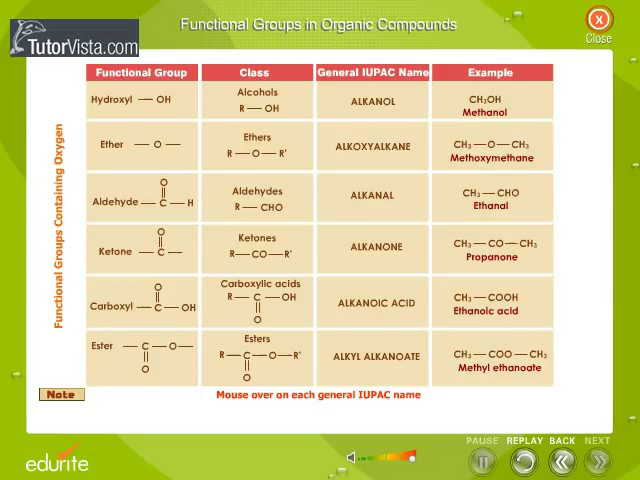 Functional Groups in Organic Compounds
TutorVista.com
Close
Functional Group Class General IUPAC Name Example
Functional Groups Containing Oxygen
Hydroxyl — OH
Alcohols
R — OH
ALKANOL
CH₃OH
Methanol
Ether — O —
Ethers
R — O — R'
ALKOXYALKANE
CH₃ — O — CH₃
Methoxymethane
O
Aldehyde — C — H
Aldehydes
R — CHO
ALKANAL
CH₃ — CHO
Ethanal
O
Ketone — C —
Ketones
R — CO — R'
ALKANONE
CH₃ — CO — CH₃
Propanone
O
Carboxyl — C — OH
Carboxylic acids
R — C — OH
O
ALKANOIC ACID
CH₃ — COOH
Ethanoic acid
Ester — C — O —
O
Esters
R — C — O — R'
O
ALKYL ALKANOATE
CH₃ — COO — CH₃
Methyl ethanoate
Note
Mouse over on each general IUPAC name
edurite
PAUSE REPLAY BACK NEXT